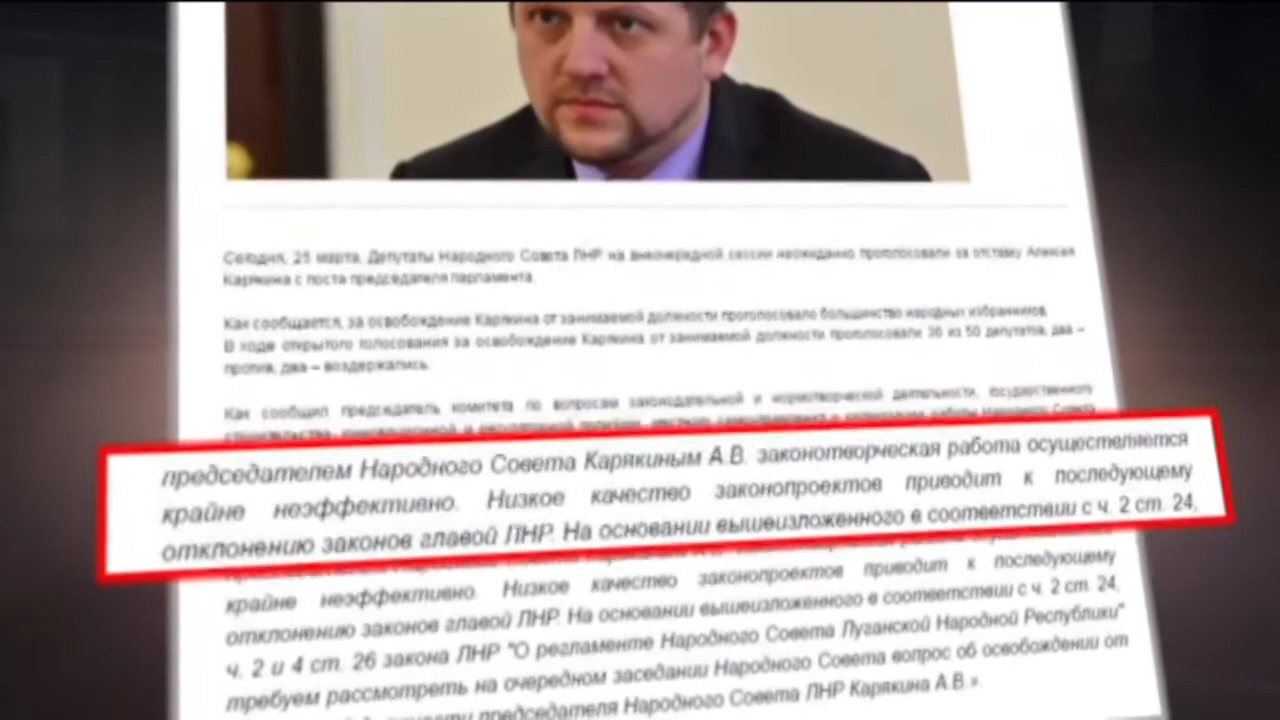 Сегодня, 25 марта, Депутаты Народного Совета ЛНР на внеочередной сессии неожиданно проголосовали за отставку Алексея
Карякина с поста председателя парламента.
Как сообщается, за освобождение Карякина от занимаемой должности проголосовало большинство народных избранников.
В ходе открытого голосования за освобождение Карякина от занимаемой должности проголосовали 36 из 50 депутатов, два –
против, два – воздержались.
Как сообщил председатель комитета по вопросам законодательной и нормотворческой деятельности, государственного
председателем Народного Совета Карякиным А.В. законотворческая работа осуществляется
крайне неэффективно. Низкое качество законопроектов приводит к последующему
отклонению законов главой ЛНР. На основании вышеизложенного в соответствии с ч. 2 ст. 24,
крайне неэффективно. Низкое качество законопроектов приводит к последующему
отклонению законов главой ЛНР. На основании вышеизложенного в соответствии с ч. 2 ст. 24,
ч. 2 и 4 ст. 26 закона ЛНР "О регламенте Народного Совета Луганской Народной Республики"
требуем рассмотреть на очередном заседании Народного Совета вопрос об освобождении от
председателя Народного Совета ЛНР Карякина А.В.».